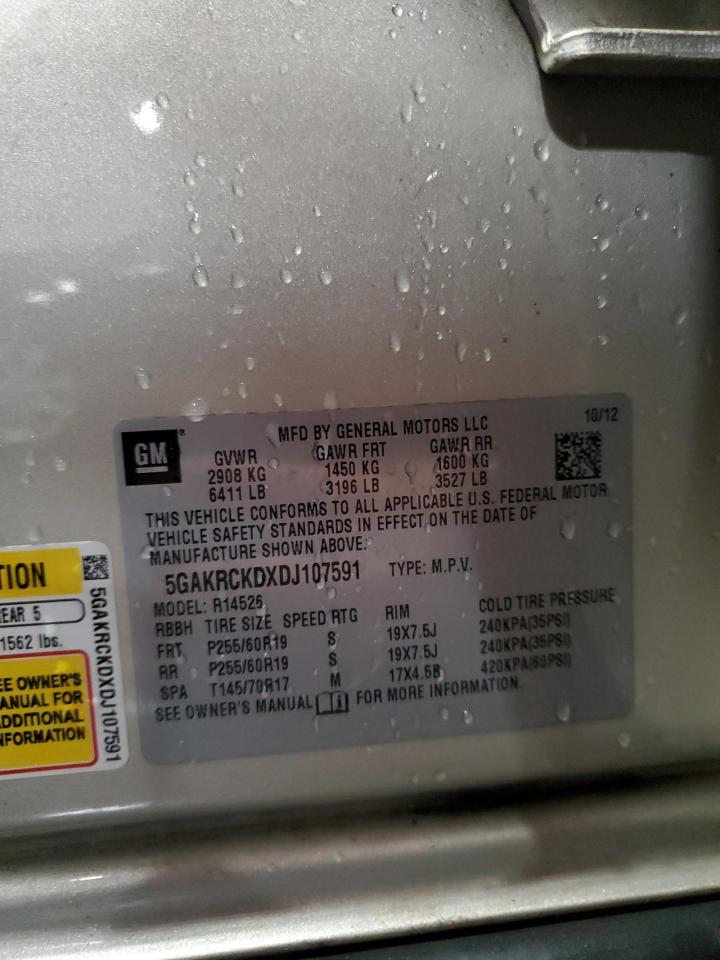 10/12
MFD BY GENERAL MOTORS LLC
GM
GVWR GAWR FRT GAWR RR
2908 KG 1450 KG 1600 KG
6411 LB 3196 LB 3527 LB
THIS VEHICLE CONFORMS TO ALL APPLICABLE U.S. FEDERAL MOTOR
VEHICLE SAFETY STANDARDS IN EFFECT ON THE DATE OF
MANUFACTURE SHOWN ABOVE.
5GAKRCKDXDJ107591 TYPE: M.P.V.
MODEL: R14526
RBBH TIRE SIZE SPEED RTG RIM COLD TIRE PRESSURE
FRT P255/60R19 S 19X7.5J 240KPA(35PSI)
RR P255/60R19 S 19X7.5J 240KPA(35PSI)
SPA T145/70R17 M 17X4.5B 420KPA(60PSI)
SEE OWNER'S MANUAL FOR MORE INFORMATION.
TION
REAR 5
1562 lbs.
EE OWNER'S
ANUAL FOR
ADDITIONAL
NFORMATION
5GAKRCKDXDJ107591